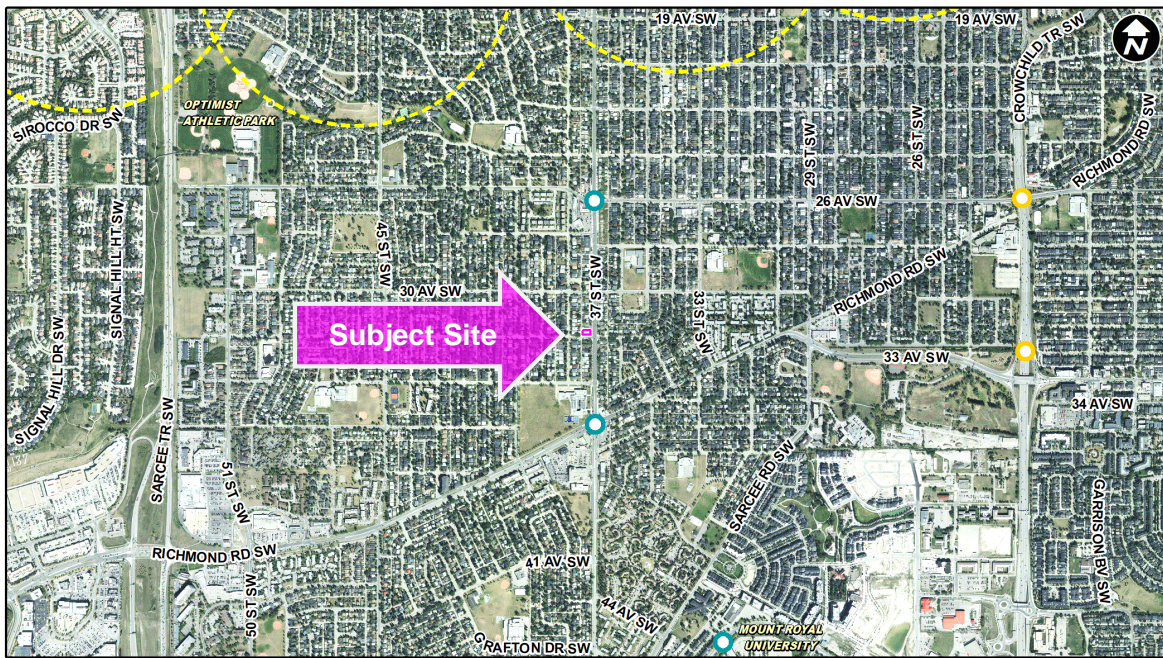 19 AV SW
19 AV SW
N
CROWCHILD TR SW
SIROCCO DR SW
OPTIMIST
ATHLETIC PARK
29 ST SW
26 ST SW
RICHMOND RD SW
26 AV SW
SIGNAL HILL HT SW
45 ST SW
37 ST SW
30 AV SW
RICHMOND RD SW
33 ST SW
Subject Site
SIGNAL HILL DR SW
33 AV SW
34 AV SW
SARCEE TR SW
51 ST SW
SARCEE RD SW
GARRISON BV SW
RICHMOND RD SW
41 AV SW
50 ST SW
44 AV SW
GRAFTON DR SW
MOUNT ROYAL
UNIVERSITY